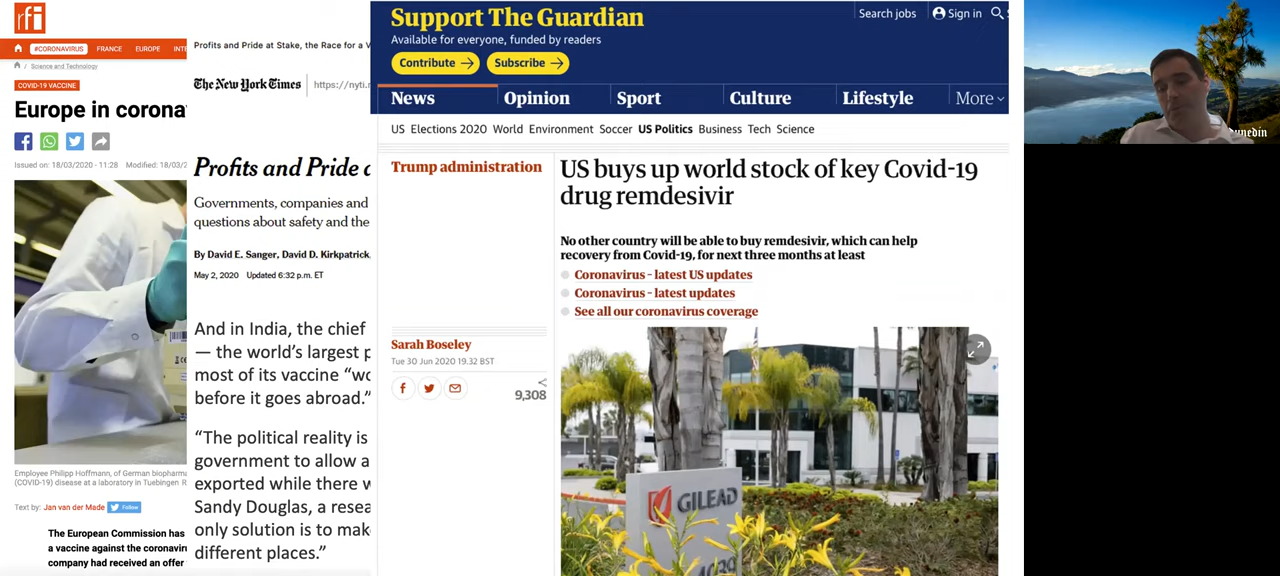 rfi
#CORONAVIRUS FRANCE EUROPE INTE
/ Science and Technology
COVID-19 VACCINE
Europe in corona
Issued on: 18/03/2020 - 11:28 Modified: 18/03/2
Employee Philipp Hoffmann, of German biopharma
(COVID-19) disease at a laboratory in Tuebingen
Text by: Jan van der Made Follow
The European Commission has
a vaccine against the coronavir
company had received an offer
Profits and Pride at Stake, the Race for a V
The New York Times https://nyti.
Profits and Pride
Governments, companies and
questions about safety and the
By David E. Sanger, David D. Kirkpatrick,
May 2, 2020 Updated 6:32 p.m. ET
And in India, the chief
— the world’s largest p
most of its vaccine “wo
before it goes abroad.”
“The political reality is
government to allow a
exported while there w
Sandy Douglas, a resea
only solution is to mak
different places.”
Support The Guardian
Available for everyone, funded by readers
Contribute → Subscribe →
Search jobs Sign in
News Opinion Sport Culture Lifestyle More
US Elections 2020 World Environment Soccer US Politics Business Tech Science
Trump administration
US buys up world stock of key Covid-19
drug remdesivir
No other country will be able to buy remdesivir, which can help
recovery from Covid-19, for next three months at least
Coronavirus – latest US updates
Coronavirus – latest updates
See all our coronavirus coverage
Sarah Boseley
Tue 30 Jun 2020 19.32 BST
9,308
GILEAD
unedin